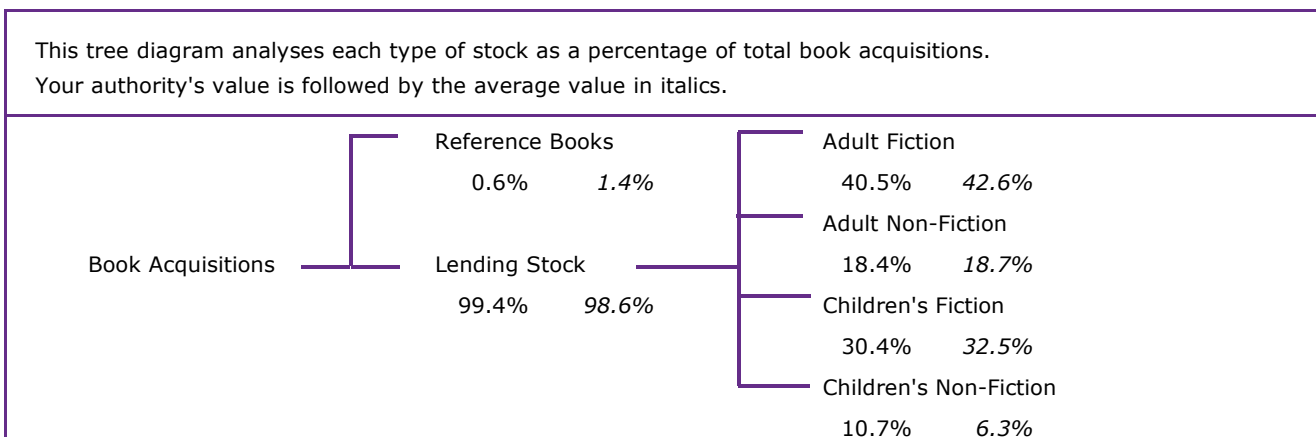 This tree diagram analyses each type of stock as a percentage of total book acquisitions.
Your authority's value is followed by the average value in italics.
Reference Books
0.6% 1.4%
Book Acquisitions
Lending Stock
99.4% 98.6%
Adult Fiction
40.5% 42.6%
Adult Non-Fiction
18.4% 18.7%
Children's Fiction
30.4% 32.5%
Children's Non-Fiction
10.7% 6.3%